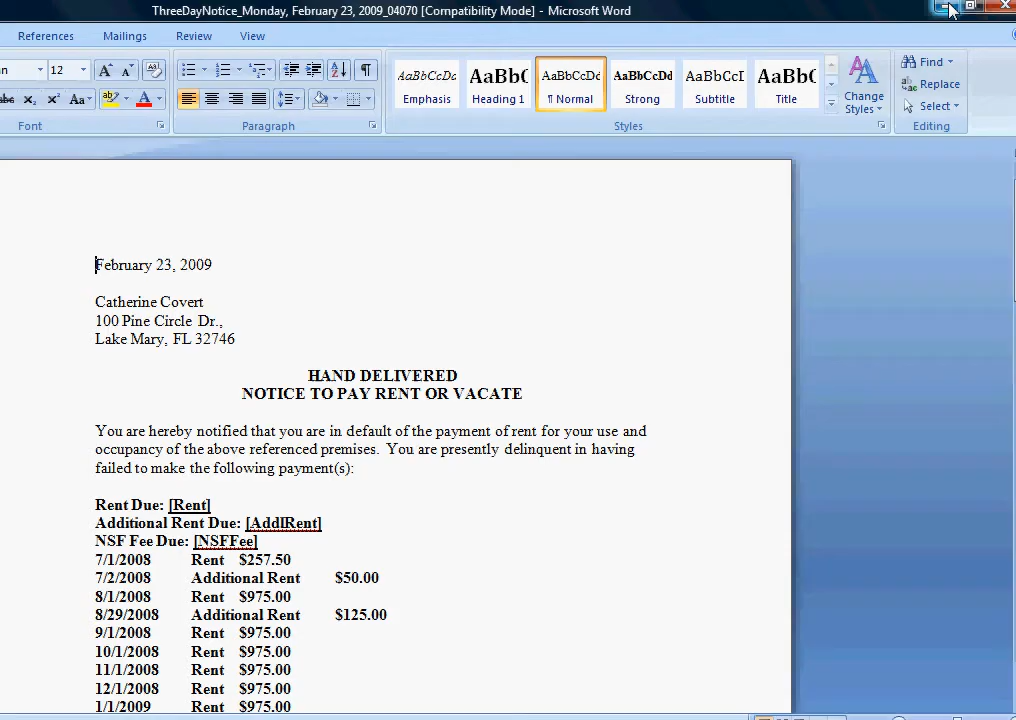 ThreeDayNotice_Monday, February 23, 2009_04070 [Compatibility Mode] - Microsoft Word
References Mailings Review View
12 A A
AaBbCcDc AaBbC AaBbCcDc AaBbCcDd AaBbCcI AaBbC
Emphasis Heading 1 ¶ Normal Strong Subtitle Title
Change Styles
Find
Replace
Select
abc X₂ X² Aa ab A
Font Paragraph Styles Editing
February 23, 2009
Catherine Covert
100 Pine Circle Dr.,
Lake Mary, FL 32746
HAND DELIVERED
NOTICE TO PAY RENT OR VACATE
You are hereby notified that you are in default of the payment of rent for your use and
occupancy of the above referenced premises. You are presently delinquent in having
failed to make the following payment(s):
Rent Due: [Rent]
Additional Rent Due: [AddlRent]
NSF Fee Due: [NSFFee]
7/1/2008 Rent $257.50
7/2/2008 Additional Rent $50.00
8/1/2008 Rent $975.00
8/29/2008 Additional Rent $125.00
9/1/2008 Rent $975.00
10/1/2008 Rent $975.00
11/1/2008 Rent $975.00
12/1/2008 Rent $975.00
1/1/2009 Rent $975.00